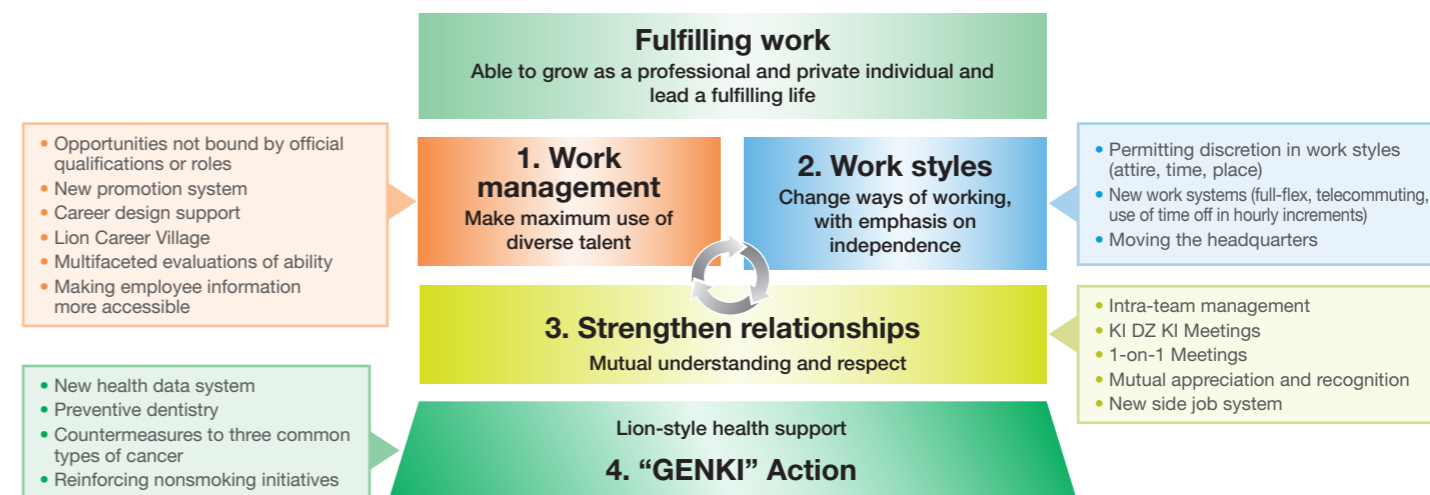 Fulfilling work
Able to grow as a professional and private individual and
lead a fulfilling life
• Opportunities not bound by official
qualifications or roles
• New promotion system
• Career design support
• Lion Career Village
• Multifaceted evaluations of ability
• Making employee information
more accessible
1. Work
management
Make maximum use of
diverse talent
2. Work styles
Change ways of working,
with emphasis on
independence
• Permitting discretion in work styles
(attire, time, place)
• New work systems (full-flex, telecommuting,
use of time off in hourly increments)
• Moving the headquarters
3. Strengthen relationships
Mutual understanding and respect
• Intra-team management
• KI DZ KI Meetings
• 1-on-1 Meetings
• Mutual appreciation and recognition
• New side job system
• New health data system
• Preventive dentistry
• Countermeasures to three common
types of cancer
• Reinforcing nonsmoking initiatives
Lion-style health support
4. “GENKI” Action